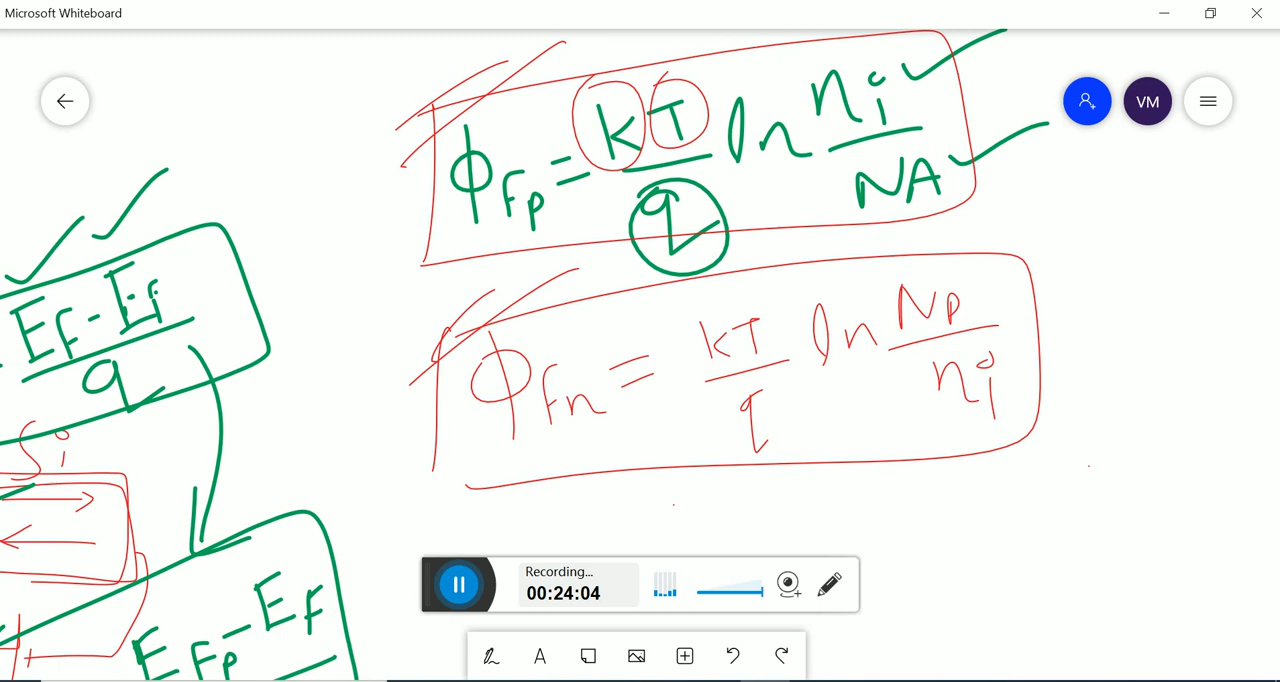 Microsoft Whiteboard
VM
ϕFp = kT/q ln ni/NA
EF - Ei
q
ϕFn = kT/q ln ND/ni
Si
Recording...
00:24:04
EFp - EF
A